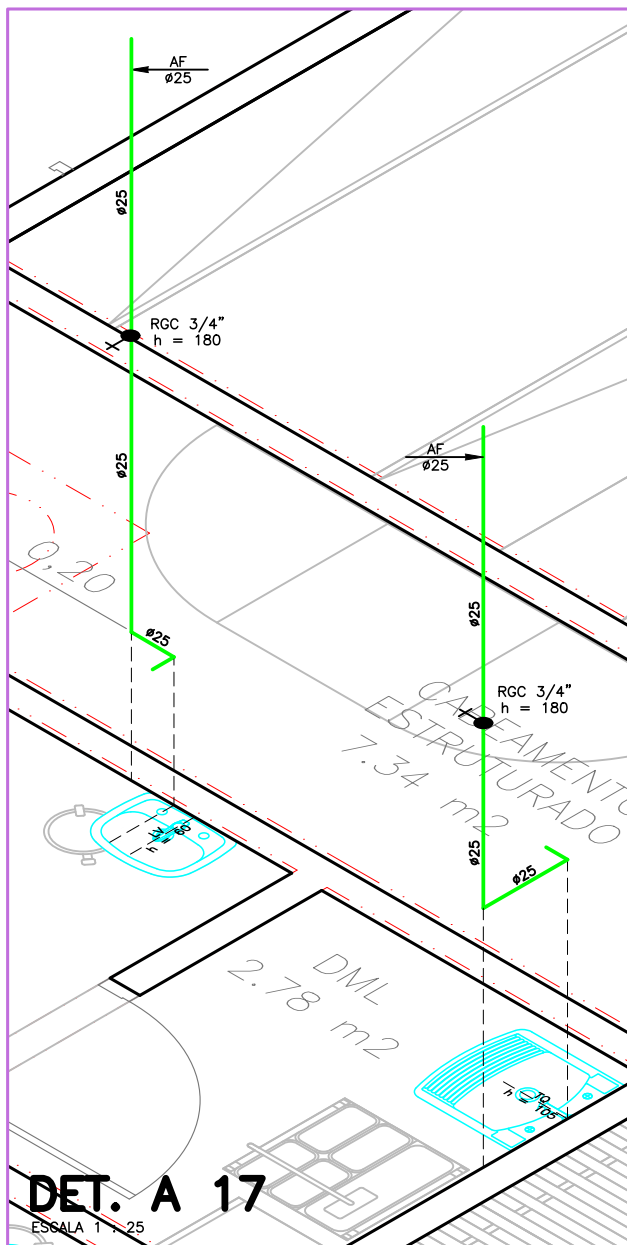 AF
ø25
ø25
RGC 3/4"
h = 180
ø25
AF
ø25
0,20
ø25
ø25
RGC 3/4"
h = 180
CABEAMENTO
ESTRUTURADO
7.34 m2
LV
h = 60
ø25
ø25
DML
2.78 m2
TQ
h = 105
DET. A 17
ESCALA 1 : 25